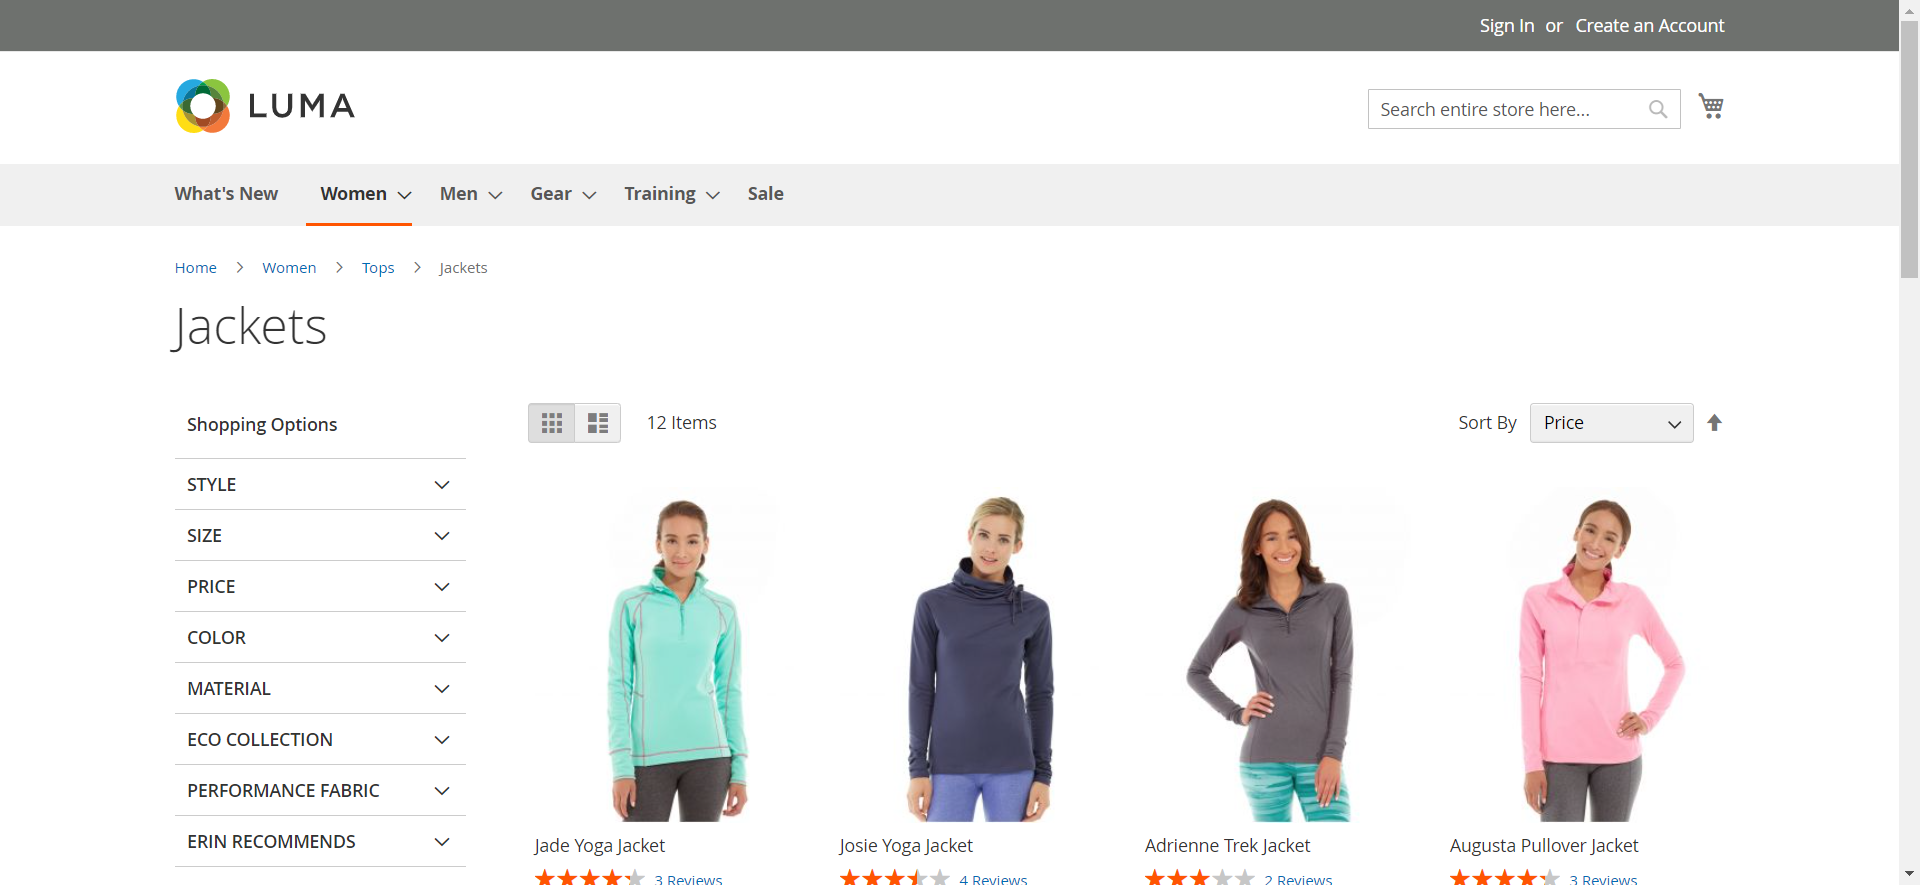 Sign In or Create an Account
LUMA
Search entire store here...
What's New Women Men Gear Training Sale
Home Women Tops Jackets
Jackets
Shopping Options
12 Items
Sort By Price
STYLE
SIZE
PRICE
COLOR
MATERIAL
ECO COLLECTION
PERFORMANCE FABRIC
ERIN RECOMMENDS
Jade Yoga Jacket
3 Reviews
Josie Yoga Jacket
4 Reviews
Adrienne Trek Jacket
2 Reviews
Augusta Pullover Jacket
3 Reviews